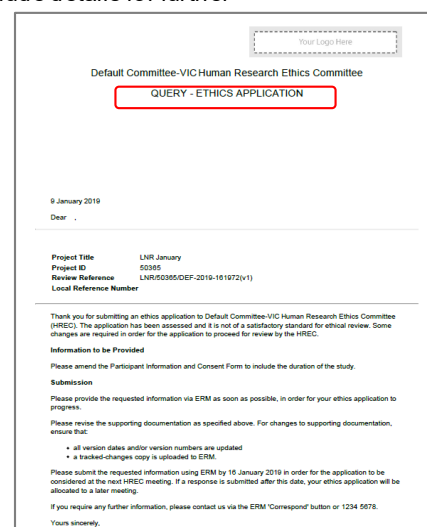 Your Logo Here
Default Committee-VIC Human Research Ethics Committee
QUERY - ETHICS APPLICATION
9 January 2019
Dear .
Project Title LNR January
Project ID 50365
Review Reference LNR/50365/DEF-2019-161972(v1)
Local Reference Number
Thank you for submitting an ethics application to Default Committee-VIC Human Research Ethics Committee
(HREC). The application has been assessed and it is not of a satisfactory standard for ethical review. Some
changes are required in order for the application to proceed for review by the HREC.
Information to be Provided
Please amend the Participant Information and Consent Form to include the duration of the study.
Submission
Please provide the requested information via ERM as soon as possible, in order for your ethics application to
progress.
Please revise the supporting documentation as specified above. For changes to supporting documentation,
ensure that:
• all version dates and/or version numbers are updated
• a tracked-changes copy is uploaded to ERM.
Please submit the requested information using ERM by 16 January 2019 in order for the application to be
considered at the next HREC meeting. If a response is submitted after this date, your ethics application will be
allocated to a later meeting.
If you require any further information, please contact us via the ERM 'Correspond' button or 1234 5678.
Yours sincerely,